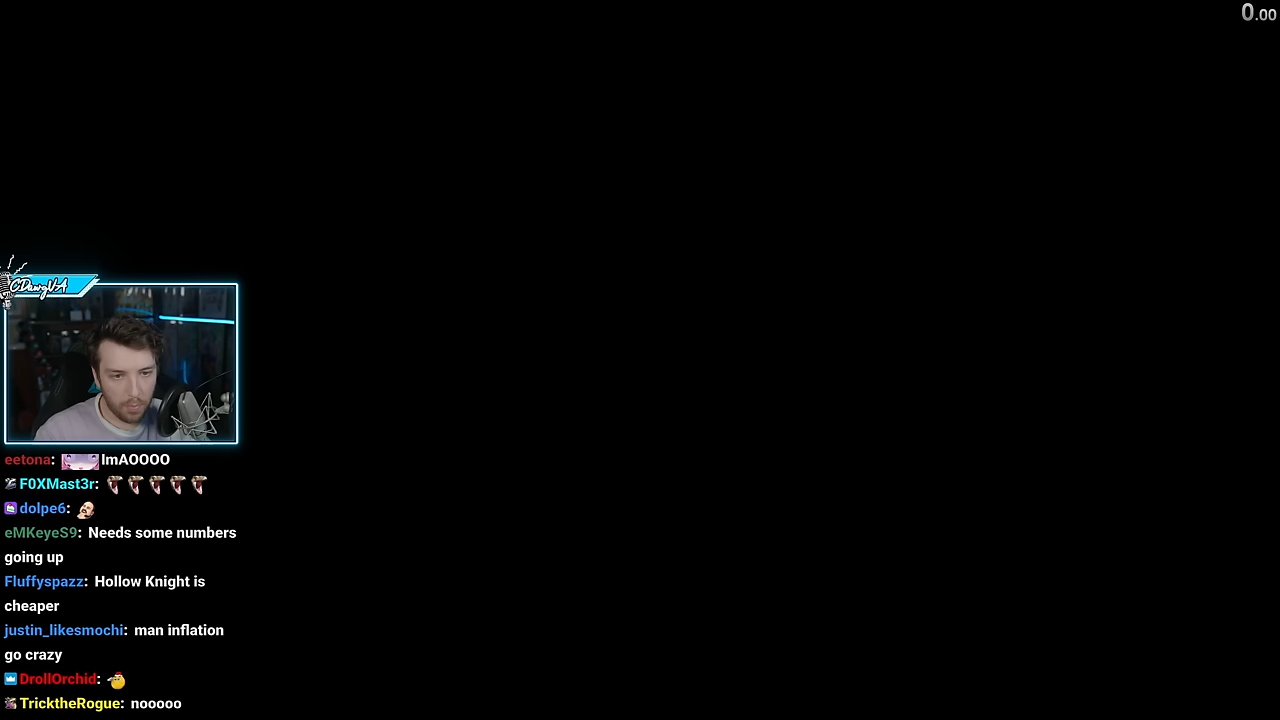 0.00
CDawgVA
eetona: lmAOOOO
F0XMast3r:
dolpe6:
eMKeyeS9: Needs some numbers
going up
Fluffyspazz: Hollow Knight is
cheaper
justin_likesmochi: man inflation
go crazy
DrollOrchid:
TricktheRogue: nooooo